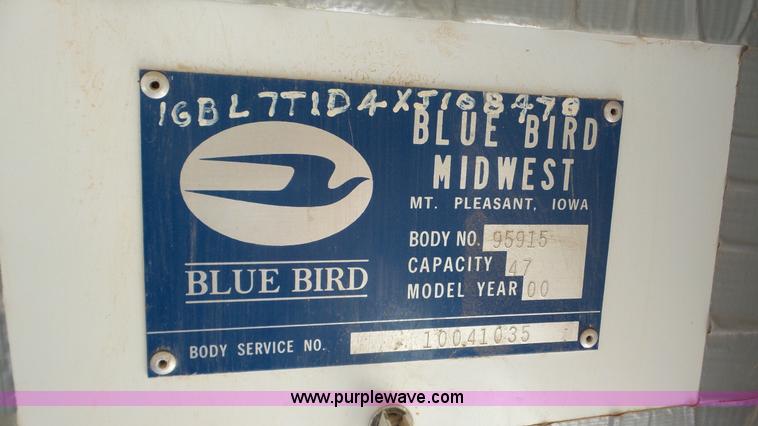 1GBL7T1D4XJ108478
BLUE BIRD
MIDWEST
MT. PLEASANT, IOWA
BODY NO. 95915
CAPACITY 47
MODEL YEAR 00
BLUE BIRD
BODY SERVICE NO. 10041035
www.purplewave.com